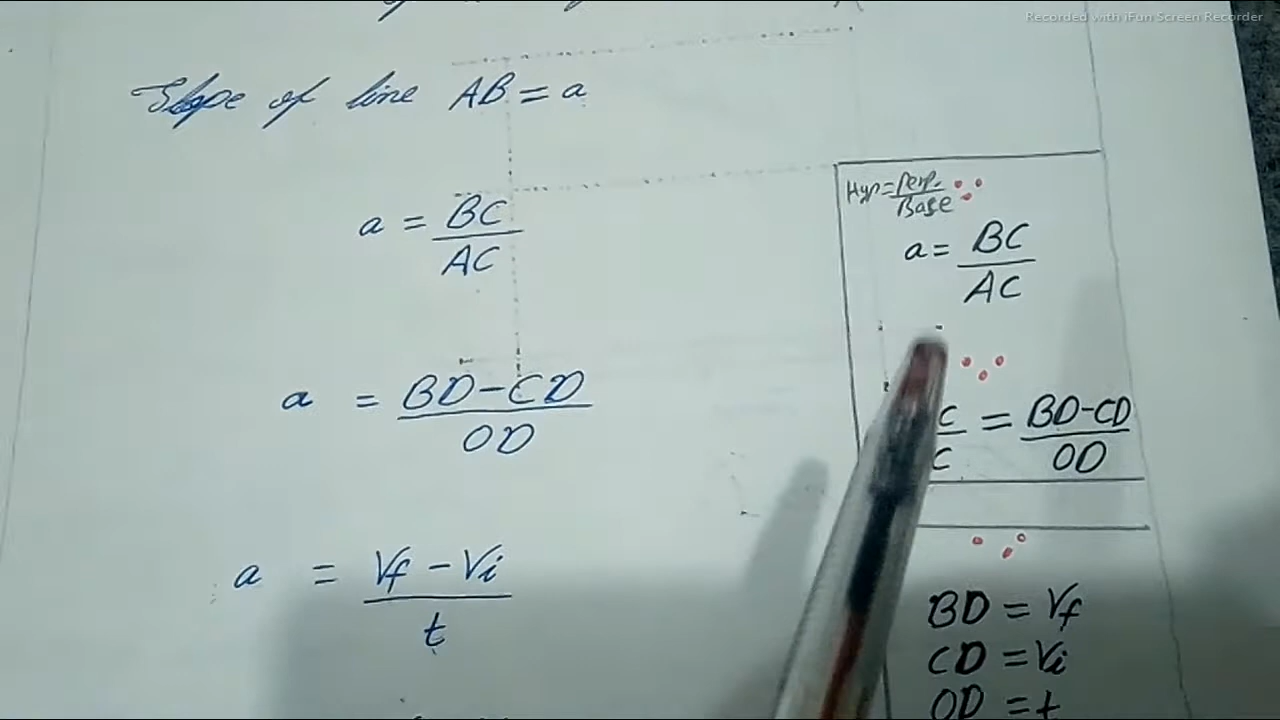 Recorded with iFun Screen Recorder
Slope of line AB = a
a = BC
AC
a = BD-CD
OD
a = Vf - Vi
t
Hyp = Perp. ∵
Base
a = BC
AC
∵
C = BD-CD
C OD
∵
BD = Vf
CD = Vi
OD = t